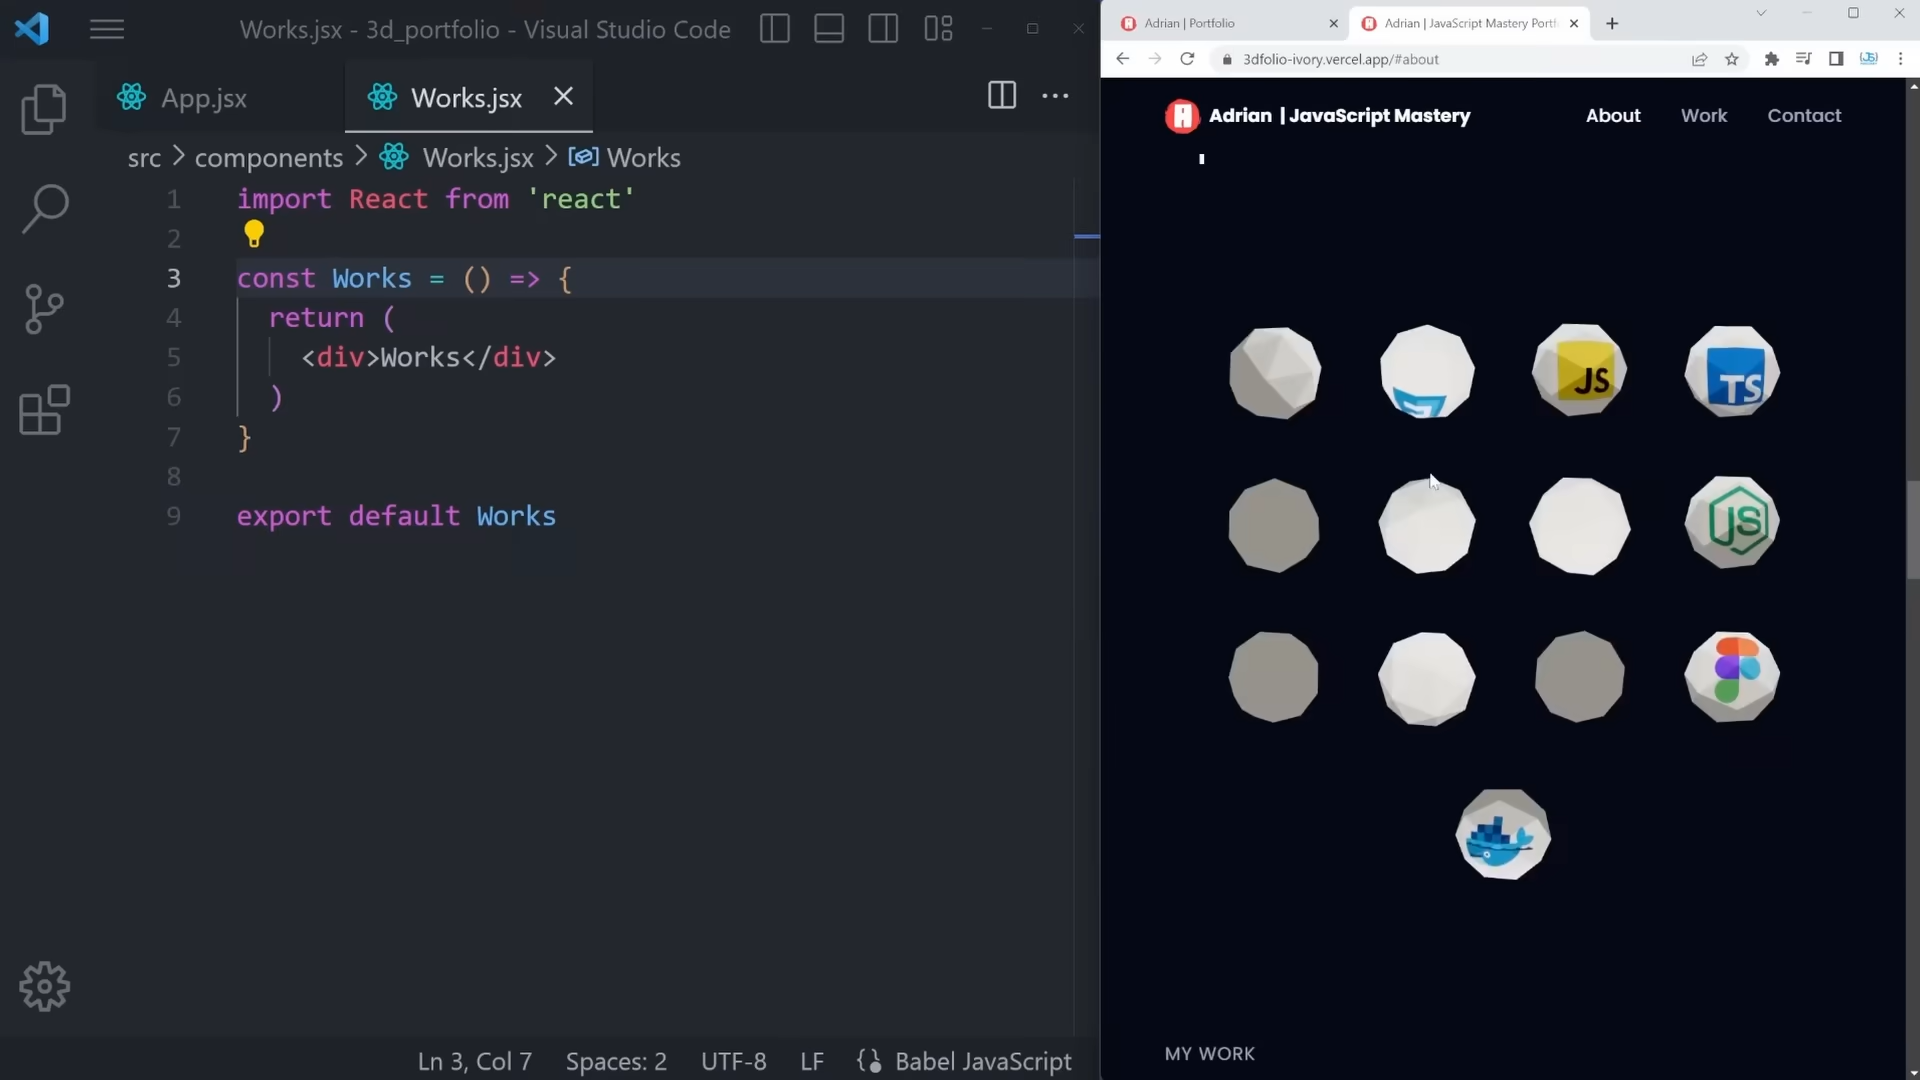 Works.jsx - 3d_portfolio - Visual Studio Code
App.jsx
Works.jsx
src > components > Works.jsx > Works
1 import React from 'react'
2
3 const Works = () => {
4 return (
5 <div>Works</div>
6 )
7 }
8
9 export default Works
Ln 3, Col 7 Spaces: 2 UTF-8 LF Babel JavaScript
Adrian | Portfolio
Adrian | JavaScript Mastery Portf
3dfolio-ivory.vercel.app/#about
Adrian | JavaScript Mastery
About Work Contact
JS
TS
JS
MY WORK